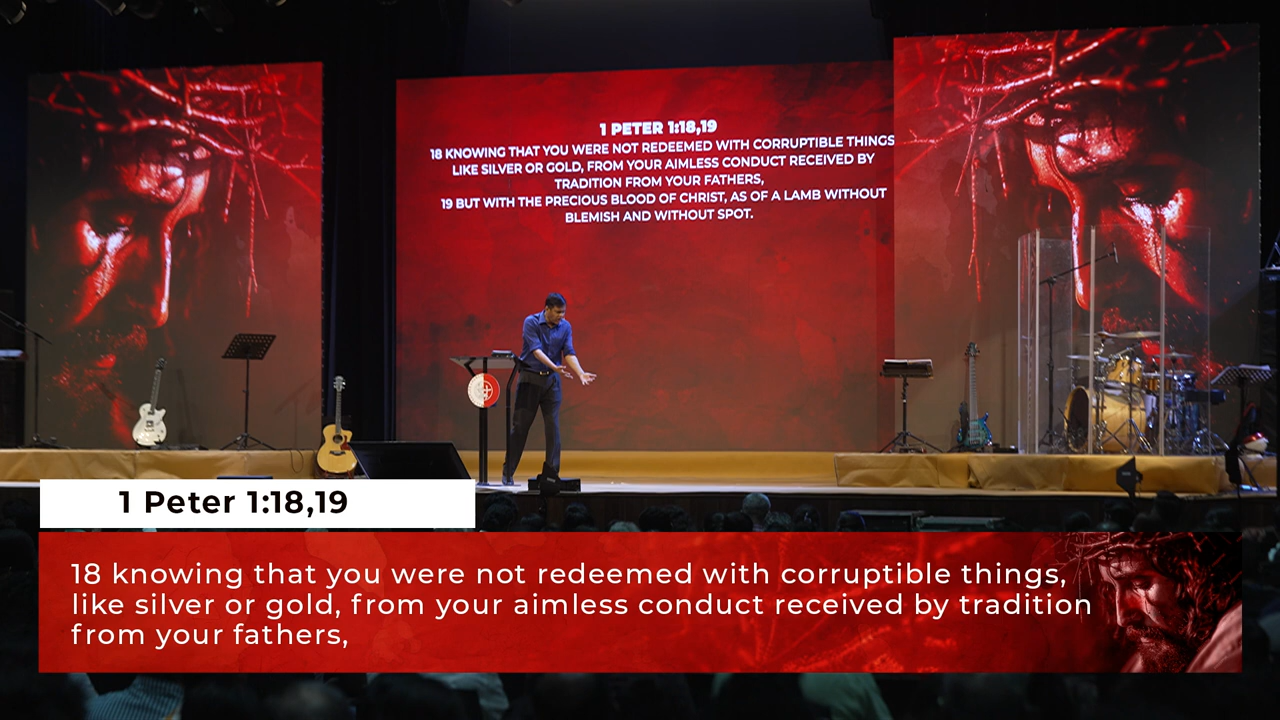 1 PETER 1:18,19
18 KNOWING THAT YOU WERE NOT REDEEMED WITH CORRUPTIBLE THINGS
LIKE SILVER OR GOLD, FROM YOUR AIMLESS CONDUCT RECEIVED BY
TRADITION FROM YOUR FATHERS,
19 BUT WITH THE PRECIOUS BLOOD OF CHRIST, AS OF A LAMB WITHOUT
BLEMISH AND WITHOUT SPOT.
1 Peter 1:18,19
18 knowing that you were not redeemed with corruptible things,
like silver or gold, from your aimless conduct received by tradition
from your fathers,